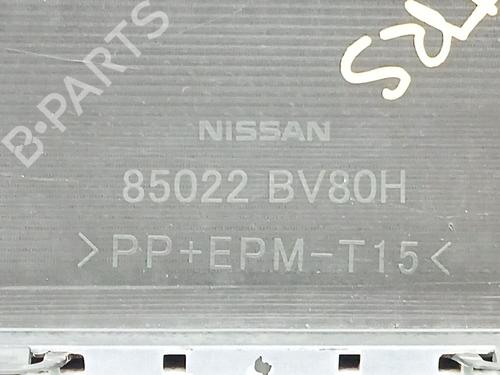 B-PARTS
NISSAN
85022 BV80H
>PP+EPM-T15<